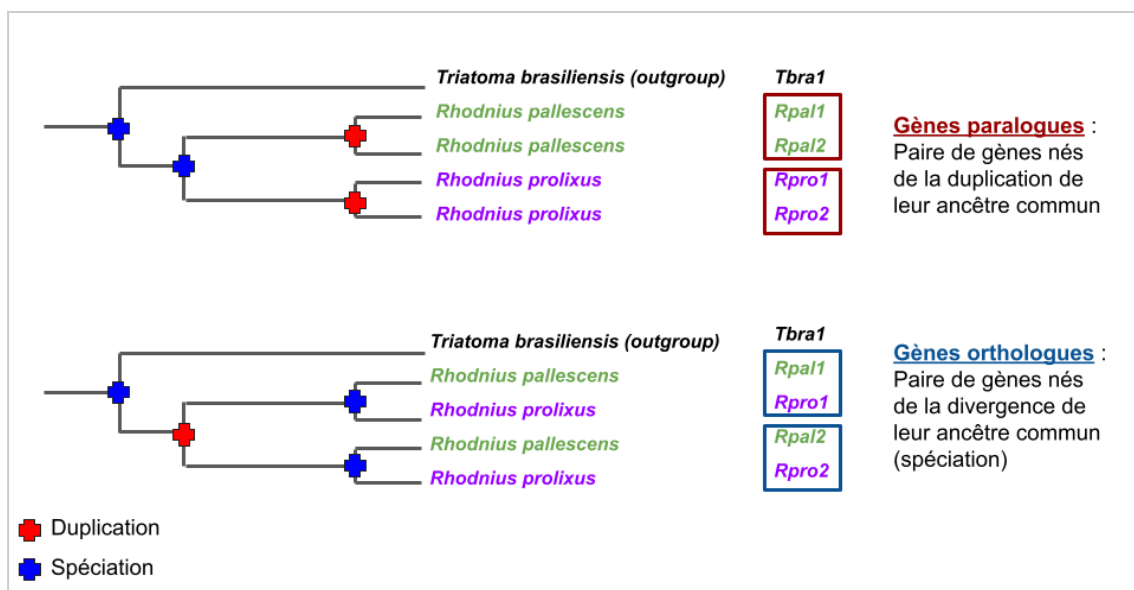 Triatoma brasiliensis (outgroup) Tbra1
Rhodnius pallescens Rpal1
Rhodnius pallescens Rpal2
Rhodnius prolixus Rpro1
Rhodnius prolixus Rpro2
Gènes paralogues :
Paire de gènes nés
de la duplication de
leur ancêtre commun
Triatoma brasiliensis (outgroup) Tbra1
Rhodnius pallescens Rpal1
Rhodnius prolixus Rpro1
Rhodnius pallescens Rpal2
Rhodnius prolixus Rpro2
Gènes orthologues :
Paire de gènes nés
de la divergence de
leur ancêtre commun
(spéciation)
Duplication
Spéciation